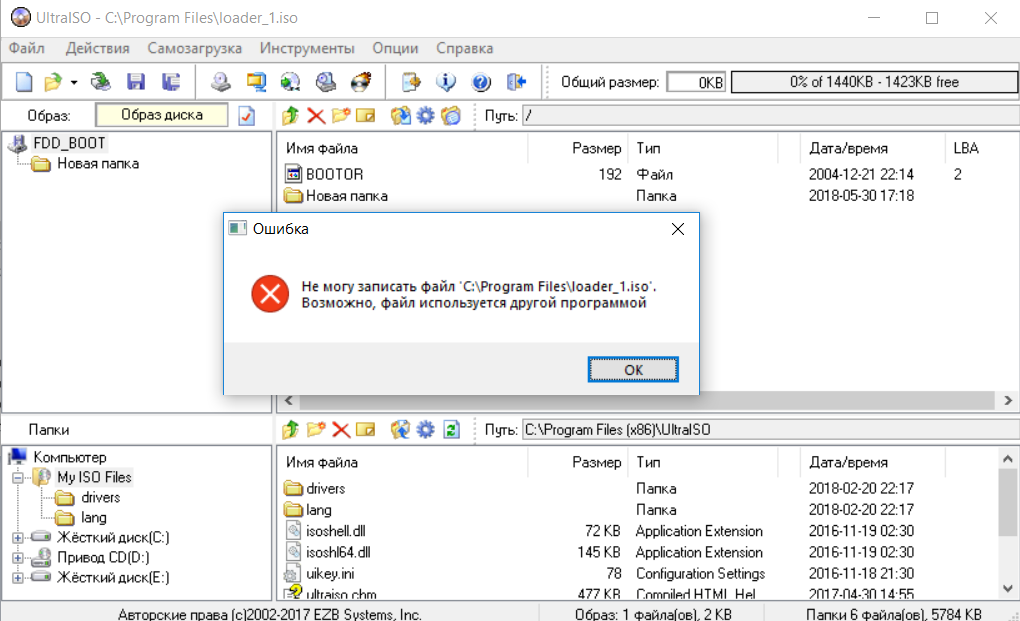 UltraISO - C:\Program Files\loader_1.iso
Файл Действия Самозагрузка Инструменты Опции Справка
Общий размер: 0KB 0% of 1440KB - 1423KB free
Образ: Образ диска Путь: /
FDD_BOOT
Новая папка
Имя файла Размер Тип Дата/время LBA
BOOTOR 192 Файл 2004-12-21 22:14 2
Новая папка Папка 2018-05-30 17:18
Ошибка
Не могу записать файл 'C:\Program Files\loader_1.iso'.
Возможно, файл используется другой программой
OK
Папки Путь: C:\Program Files (x86)\UltraISO
Компьютер
My ISO Files
drivers
lang
Жёсткий диск(C:)
Привод CD(D:)
Жёсткий диск(E:)
Имя файла Размер Тип Дата/время
drivers Папка 2018-02-20 22:17
lang Папка 2018-02-20 22:17
isoshell.dll 72 KB Application Extension 2016-11-19 02:30
isoshl64.dll 145 KB Application Extension 2016-11-19 02:30
uikey.ini 78 Configuration Settings 2016-11-18 21:30
ultraiso.chm 477 KB Compiled HTML Hel... 2017-04-30 14:55
Авторские права (c)2002-2017 EZB Systems, Inc. Образ: 1 файла(ов), 2 KB Папки 6 файла(ов), 5784 KB